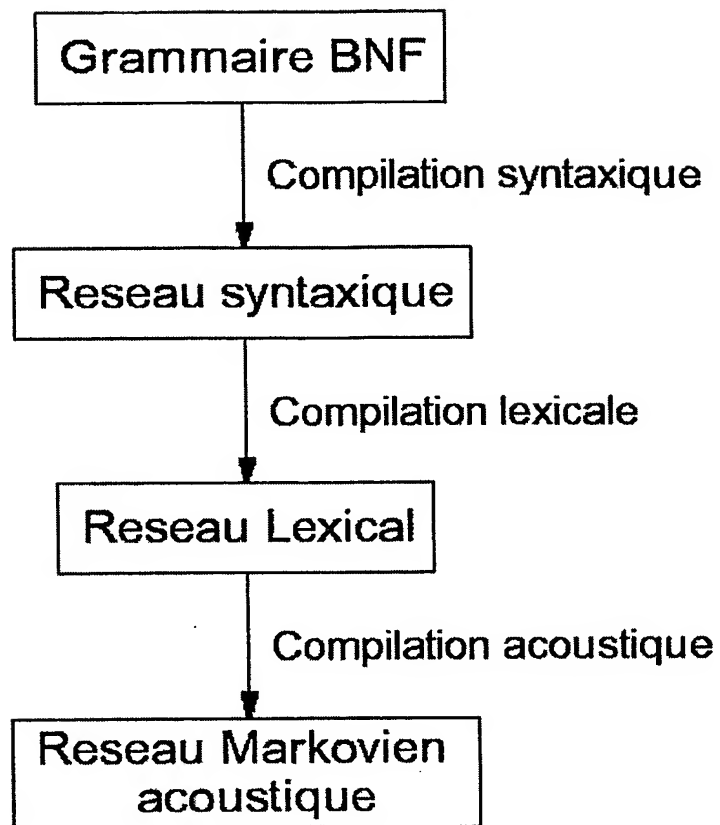 Grammaire BNF
Compilation syntaxique
Reseau syntaxique
Compilation lexicale
Reseau Lexical
Compilation acoustique
Reseau Markovien
acoustique